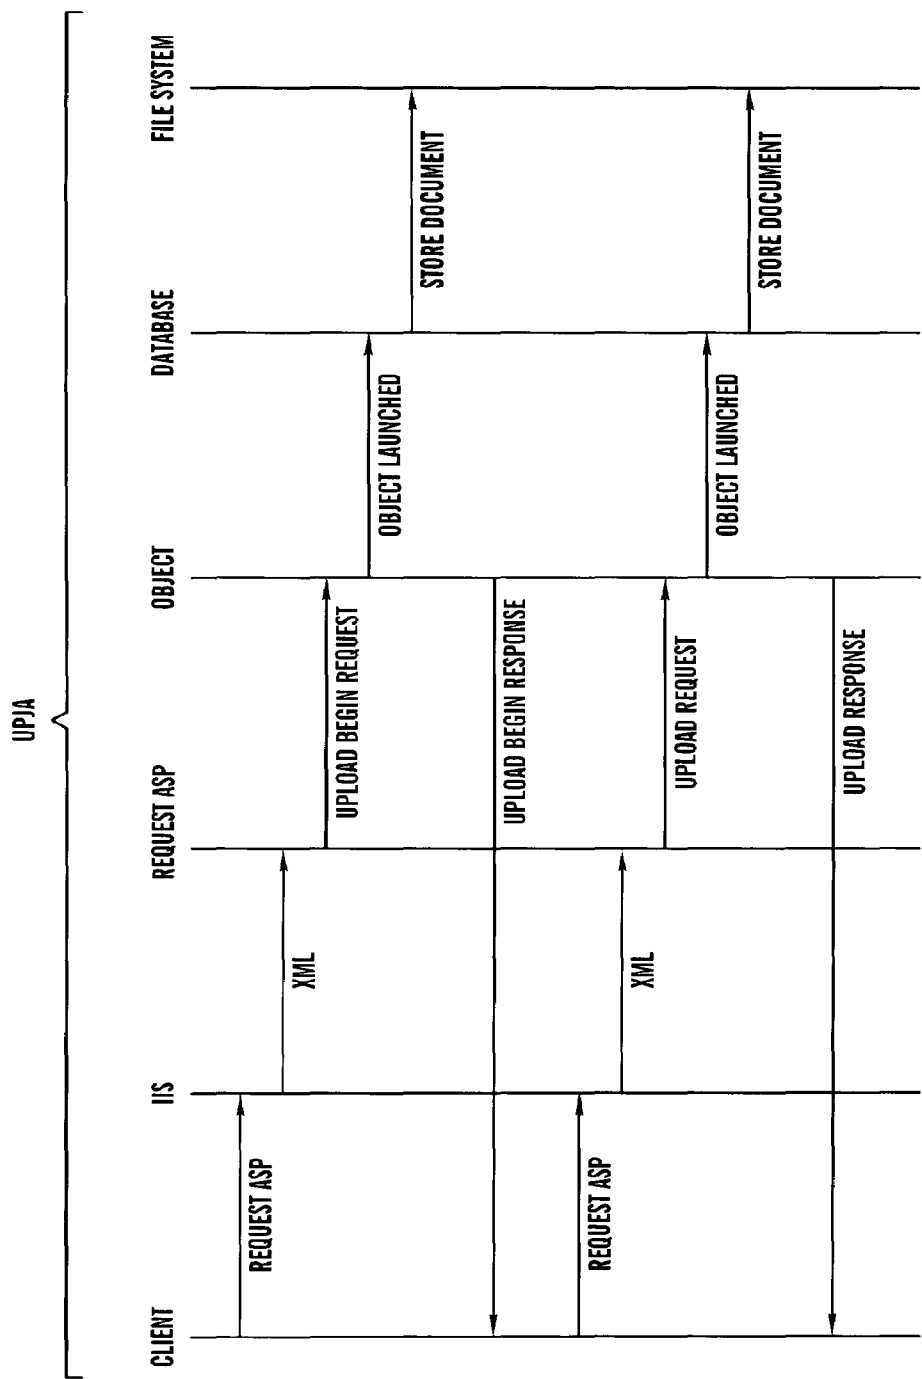 UPJA
CLIENT
IIS
REQUEST ASP
OBJECT
DATABASE
FILE SYSTEM
REQUEST ASP
XML
UPLOAD BEGIN REQUEST
OBJECT LAUNCHED
STORE DOCUMENT
UPLOAD BEGIN RESPONSE
REQUEST ASP
XML
UPLOAD REQUEST
OBJECT LAUNCHED
STORE DOCUMENT
UPLOAD RESPONSE